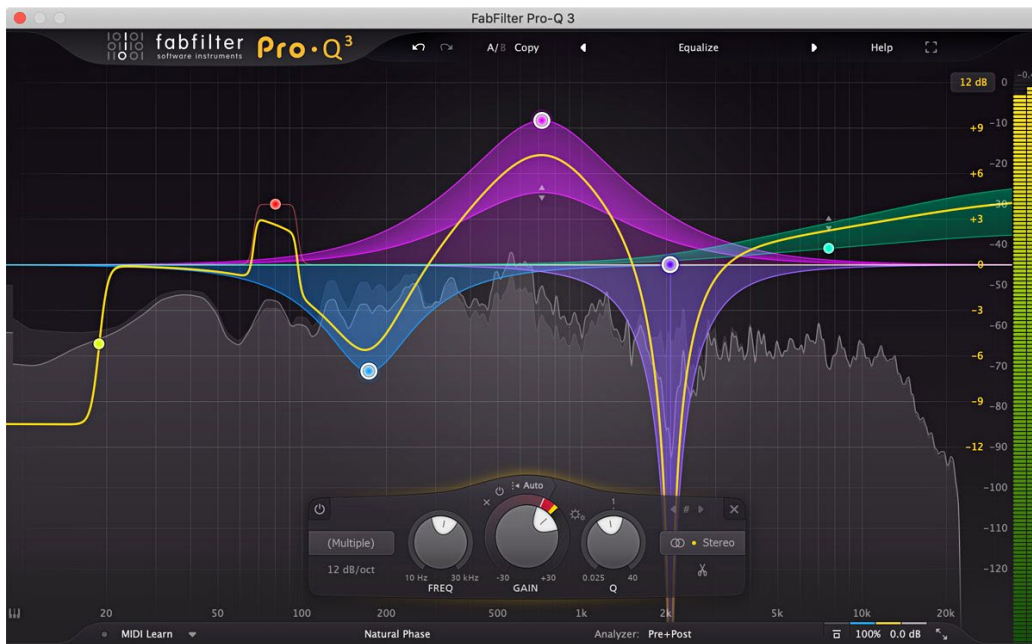 FabFilter Pro-Q 3
fabfilter
software instruments
Pro·Q³
A/B Copy
Equalize
Help
12 dB
0
+9
-10
+6
-20
-30
+3
-40
0
-50
-3
-60
-6
-70
-9
-80
-12
-90
-100
-110
-120
Auto
(Multiple)
12 dB/oct
10 Hz 30 kHz
FREQ
-30 +30
GAIN
1
0.025 40
Q
#
Stereo
20 50 100 200 500 1k 2k 5k 10k 20k
MIDI Learn
Natural Phase
Analyzer: Pre+Post
100% 0.0 dB